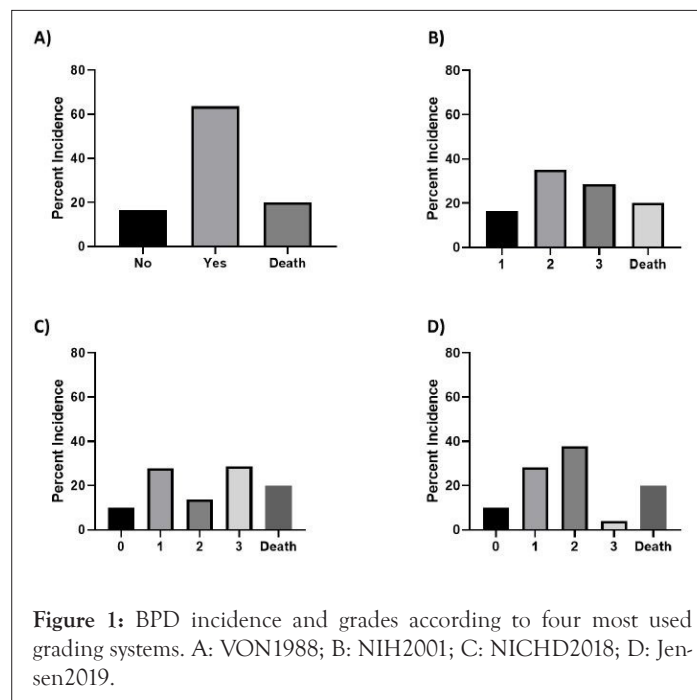 A)
Percent Incidence
80
60
40
20
0
No Yes Death
B)
Percent Incidence
80
60
40
20
0
1 2 3 Death
C)
Percent Incidence
80
60
40
20
0
0 1 2 3 Death
D)
Percent Incidence
80
60
40
20
0
0 1 2 3 Death
Figure 1: BPD incidence and grades according to four most used
grading systems. A: VON1988; B: NIH2001; C: NICHD2018; D: Jen-
sen2019.